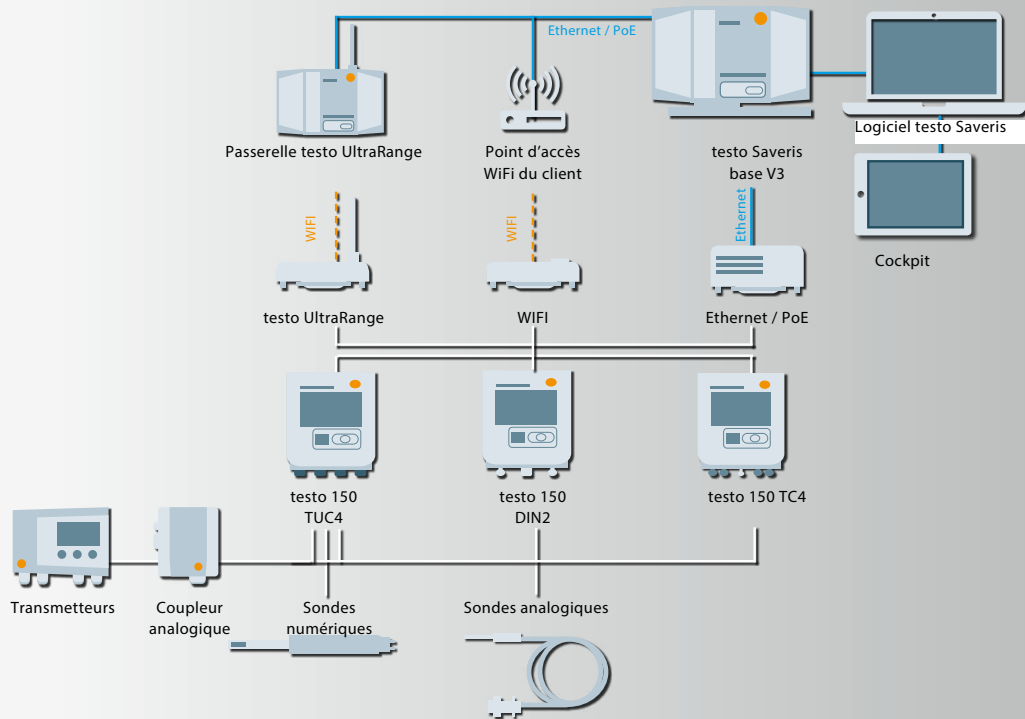 Ethernet / PoE
Logiciel testo Saveris
Passerelle testo UltraRange
Point d'accès
WiFi du client
testo Saveris
base V3
WIFI
WIFI
Ethernet
Cockpit
testo UltraRange
WIFI
Ethernet / PoE
testo 150
TUC4
testo 150
DIN2
testo 150 TC4
Transmetteurs
Coupleur
analogique
Sondes
numériques
Sondes analogiques